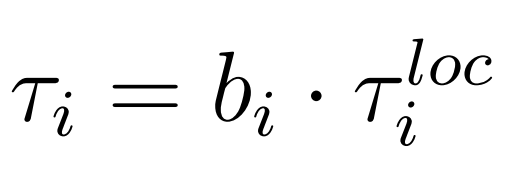 τ_i = b_i · τ_i^{loc}